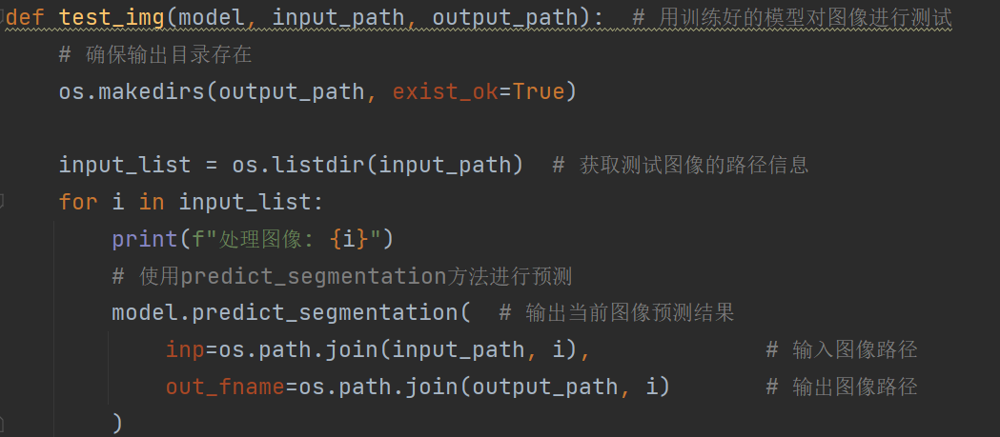 def test_img(model, input_path, output_path):  # 用训练好的模型对图像进行测试
    # 确保输出目录存在
    os.makedirs(output_path, exist_ok=True)

    input_list = os.listdir(input_path)  # 获取测试图像的路径信息
    for i in input_list:
        print(f"处理图像: {i}")
        # 使用predict_segmentation方法进行预测
        model.predict_segmentation(  # 输出当前图像预测结果
            inp=os.path.join(input_path, i),             # 输入图像路径
            out_fname=os.path.join(output_path, i)       # 输出图像路径
        )